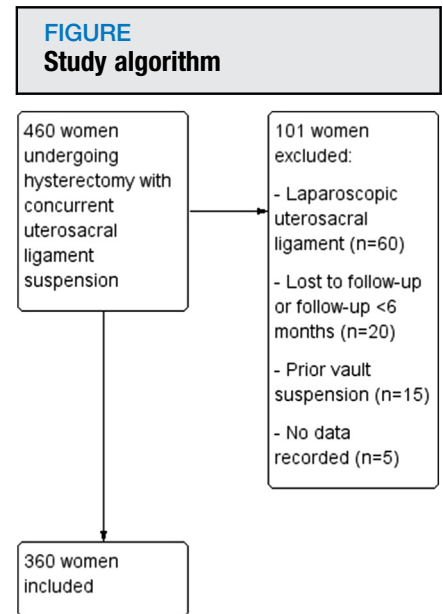 FIGURE
Study algorithm
460 women
undergoing
hysterectomy with
concurrent
uterosacral
ligament
suspension
101 women
excluded:
- Laparoscopic
uterosacral
ligament (n=60)
- Lost to follow-up
or follow-up <6
months (n=20)
- Prior vault
suspension (n=15)
- No data
recorded (n=5)
360 women
included